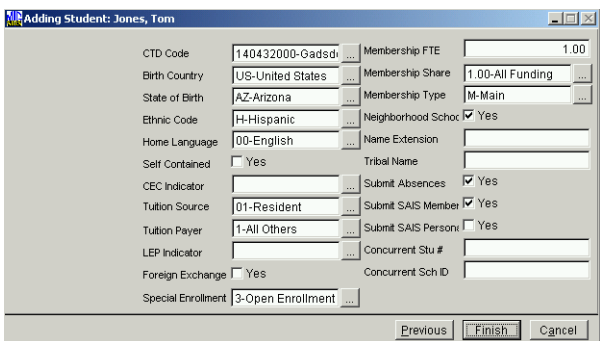 Adding Student: Jones, Tom
CTD Code 140432000-Gadsd ...
Birth Country US-United States ...
State of Birth AZ-Arizona ...
Ethnic Code H-Hispanic ...
Home Language 00-English ...
Self Contained Yes
CEC Indicator ...
Tuition Source 01-Resident ...
Tuition Payer 1-All Others ...
LEP Indicator ...
Foreign Exchange Yes
Special Enrollment 3-Open Enrollment ...
Membership FTE 1.00
Membership Share 1.00-All Funding ...
Membership Type M-Main ...
Neighborhood Schoo Yes
Name Extension
Tribal Name
Submit Absences Yes
Submit SAIS Member Yes
Submit SAIS Persona Yes
Concurrent Stu #
Concurrent Sch ID
Previous Finish Cancel